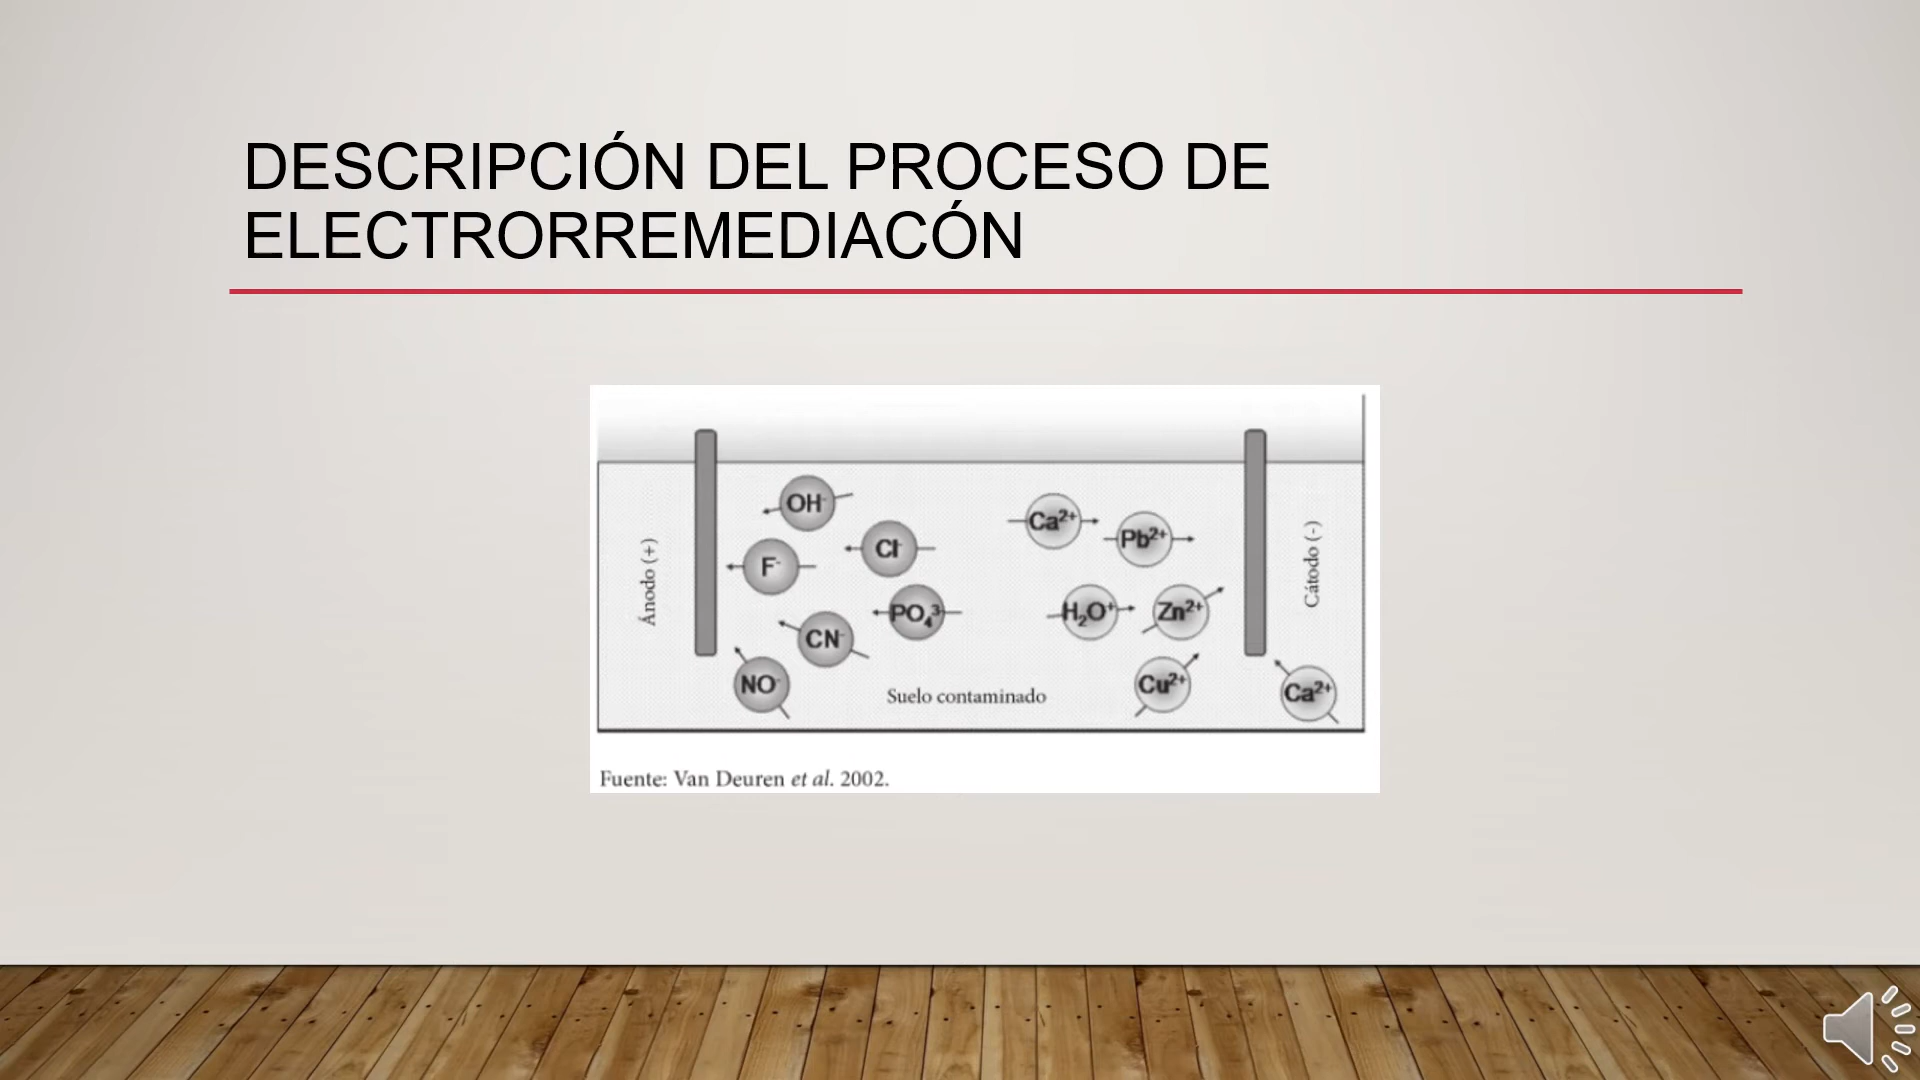 DESCRIPCIÓN DEL PROCESO DE
ELECTRORREMEDIACÓN
Ánodo (+)
OH⁻
Cl⁻
F⁻
PO₄³⁻
CN⁻
NO⁻
Ca²⁺
Pb²⁺
H₂O⁺
Zn²⁺
Cu²⁺
Ca²⁺
Cátodo (-)
Suelo contaminado
Fuente: Van Deuren et al. 2002.